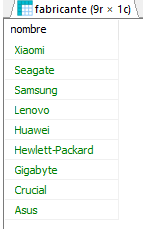 fabricante (9r × 1c)
nombre
Xiaomi
Seagate
Samsung
Lenovo
Huawei
Hewlett-Packard
Gigabyte
Crucial
Asus